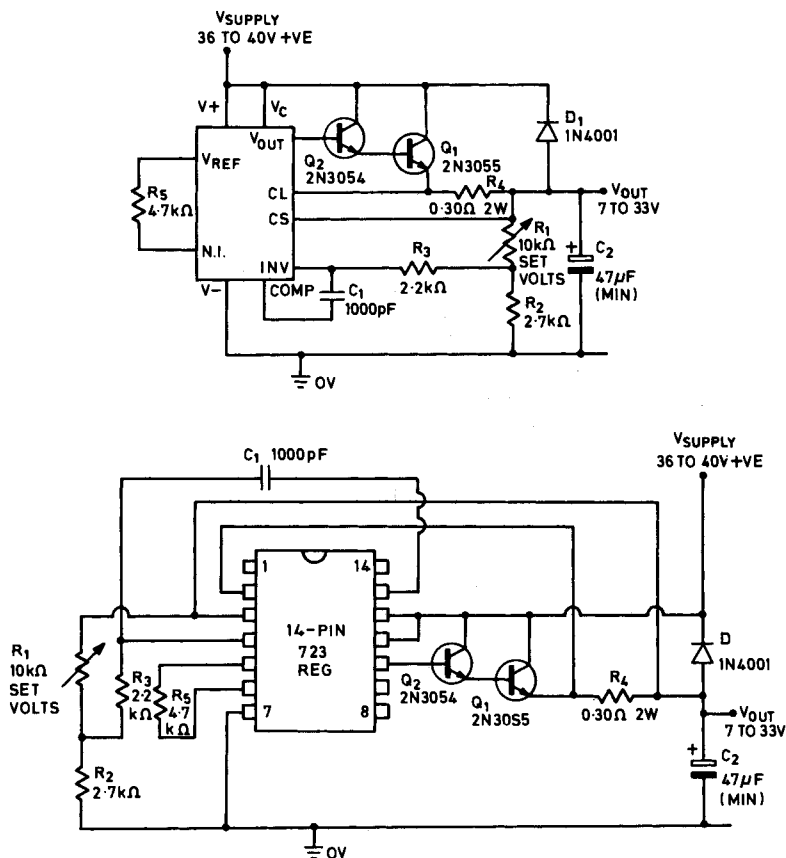 VSUPPLY
36 TO 40V +VE
V+
VC
VOUT
VREF
CL
CS
N.I.
INV
V-
COMP
R5
4.7kΩ
Q2
2N3054
Q1
2N3055
D1
1N4001
R4
0·30Ω 2W
VOUT
7 TO 33V
R1
10kΩ
SET
VOLTS
R3
2·2kΩ
C1
1000pF
R2
2·7kΩ
+
C2
47µF
(MIN)
0V
C1 1000pF
VSUPPLY
36 TO 40V+VE
1
14
14-PIN
723
REG
7
8
R1
10kΩ
SET
VOLTS
R3
2·2
kΩ
R5
4·7
kΩ
R2
2·7kΩ
Q2
2N3054
Q1
2N30S5
R4
0·30Ω 2W
D
1N4001
VOUT
7 TO 33V
+
C2
47µF
(MIN)
0V